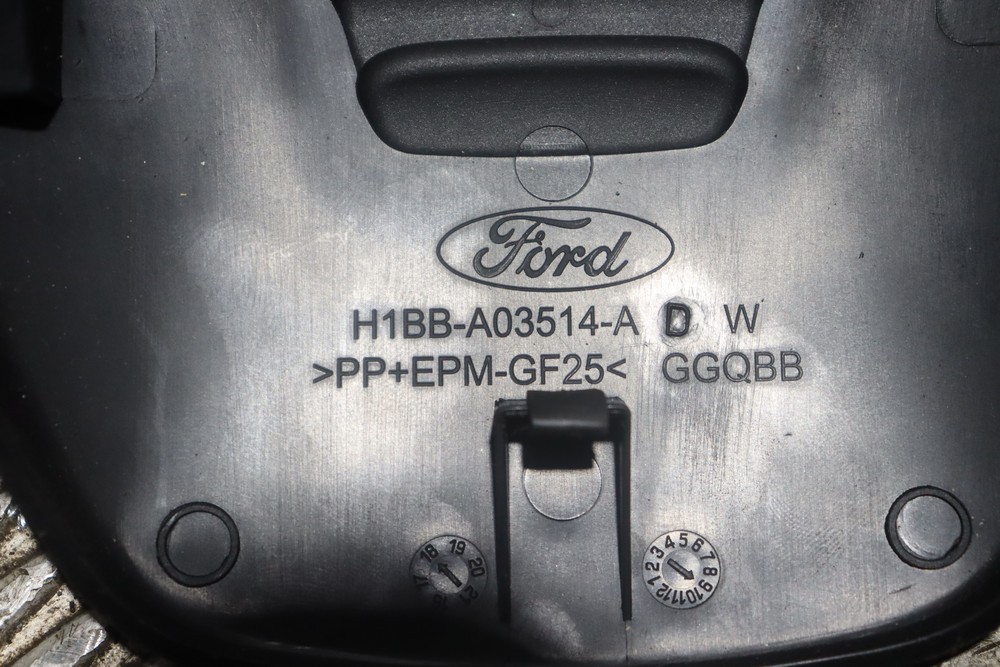 Ford
H1BB-A03514-A D W
>PP+EPM-GF25< GGQBB
17 18 19 20 21
1 2 3 4 5 6 7 8 9 10 11 12